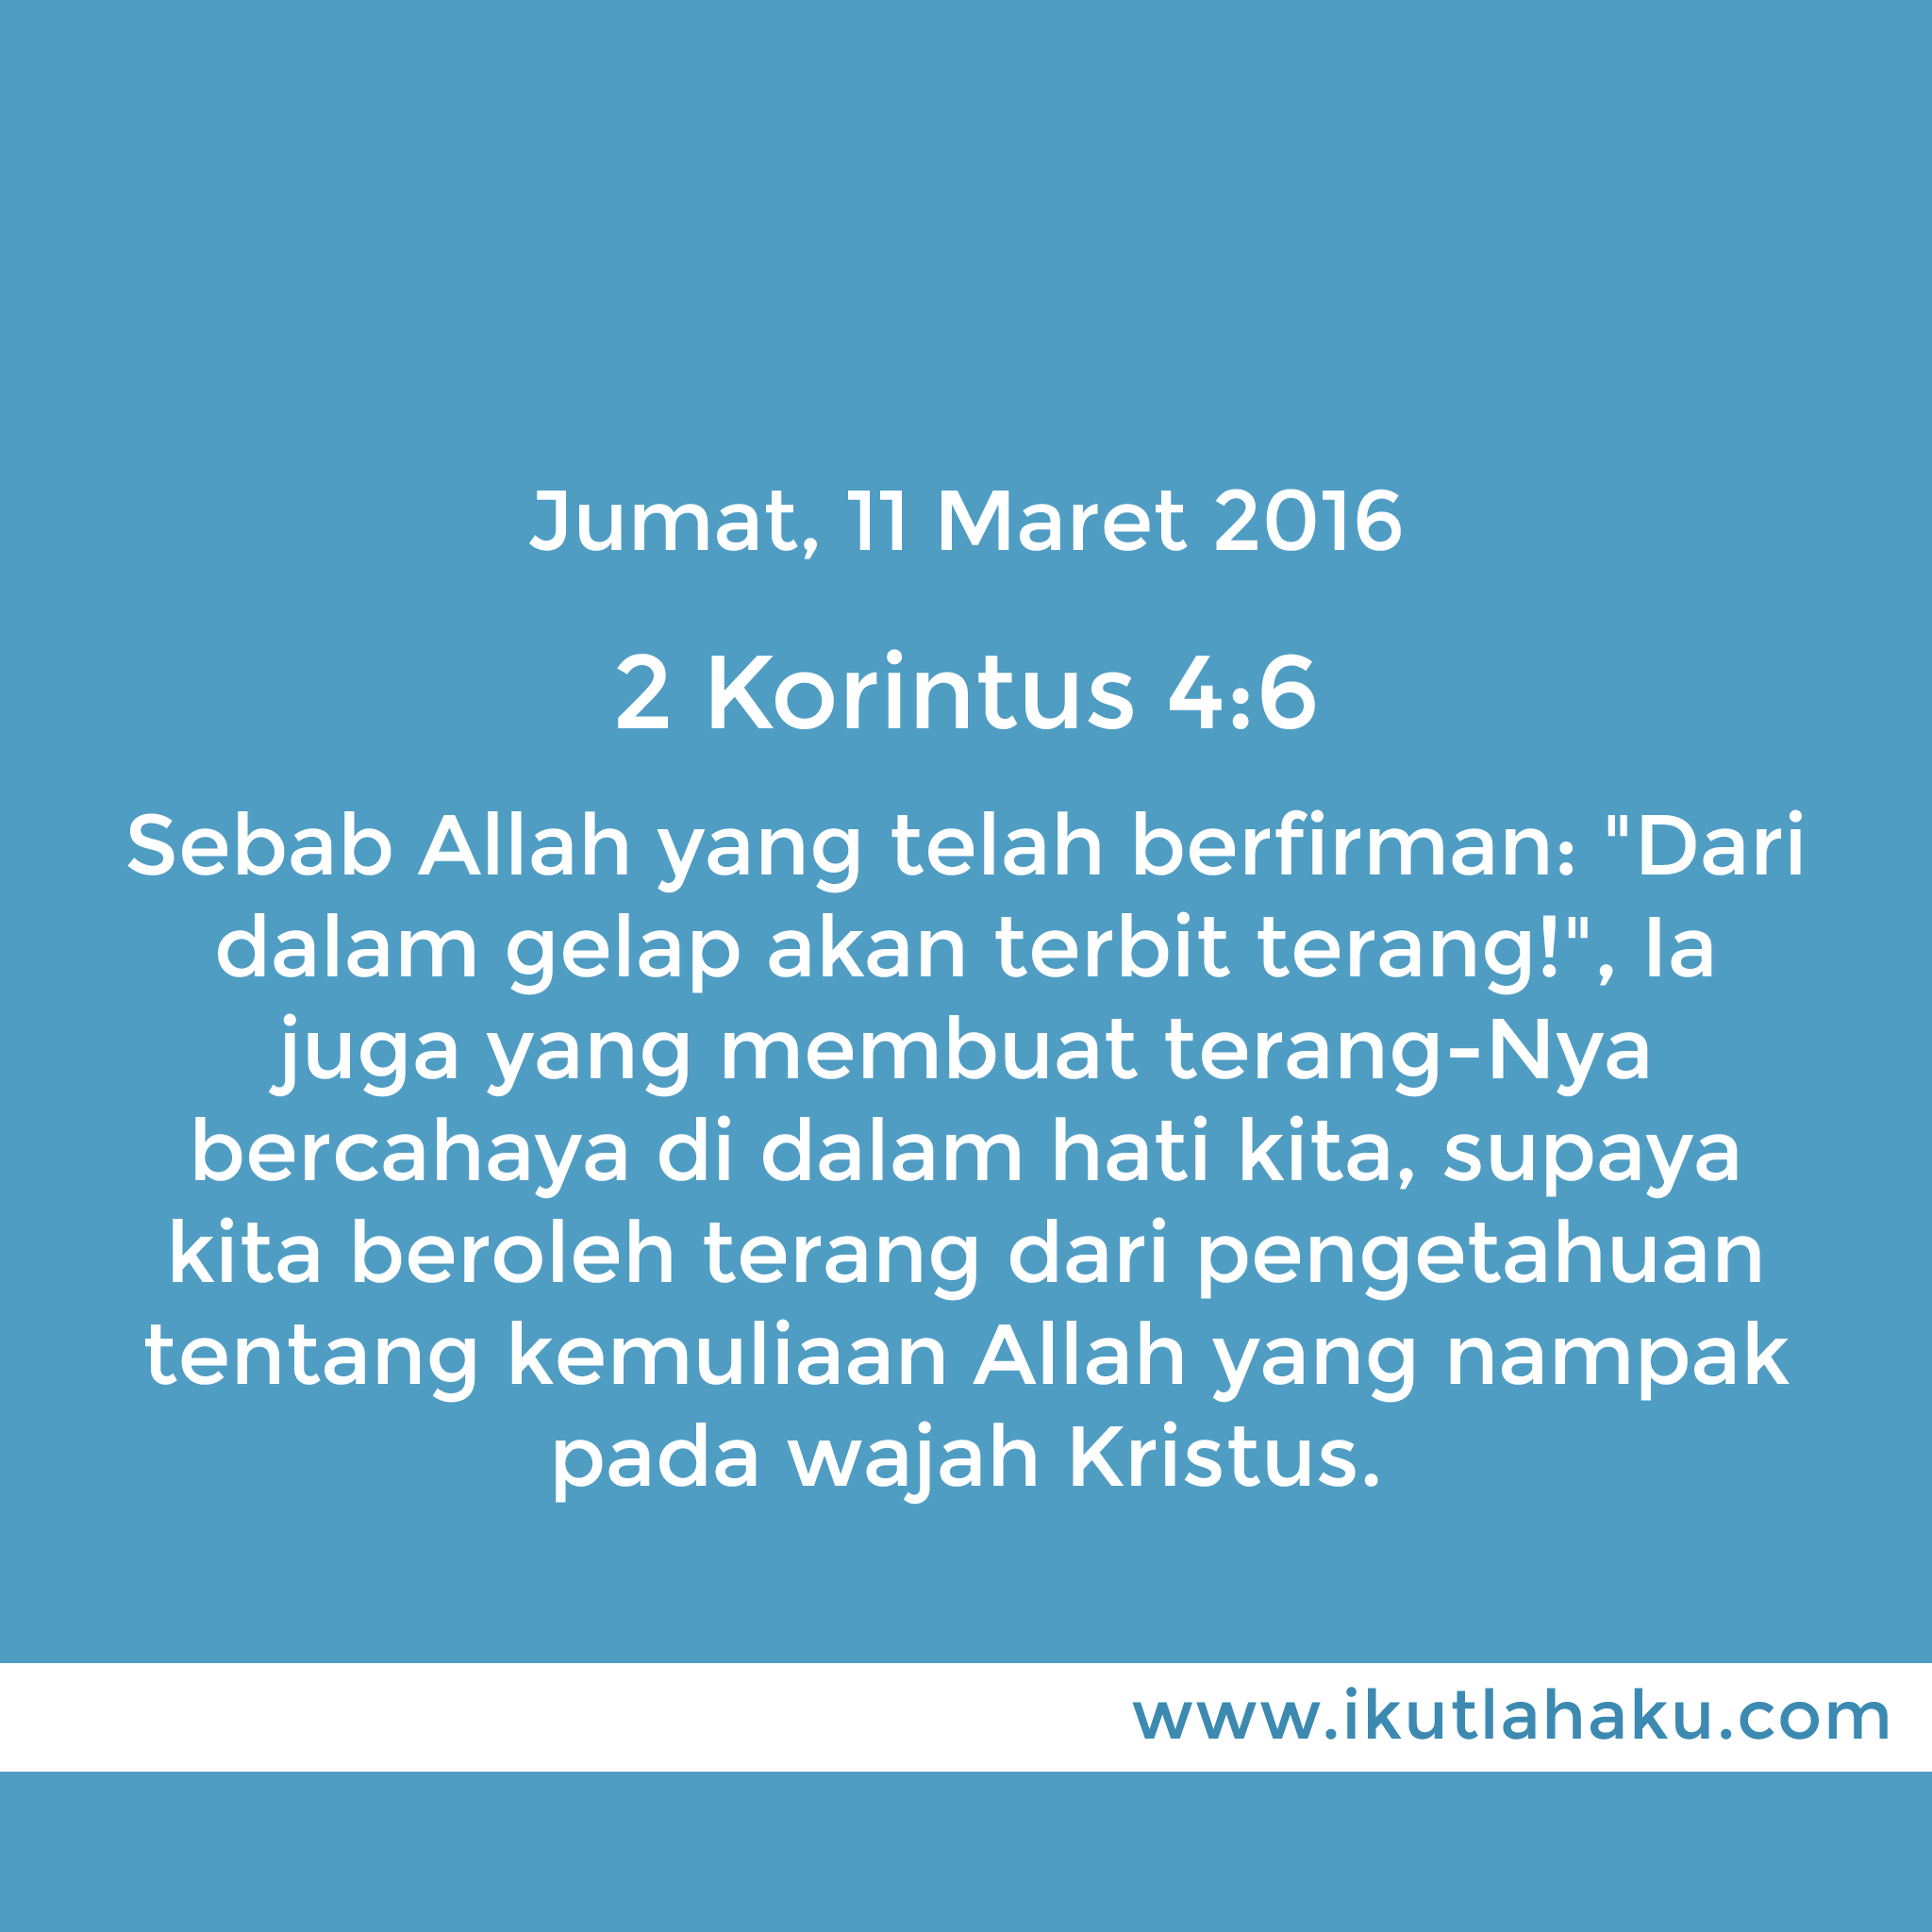 Jumat, 11 Maret 2016
2 Korintus 4:6
Sebab Allah yang telah berfirman: "Dari
dalam gelap akan terbit terang!", Ia
juga yang membuat terang-Nya
bercahaya di dalam hati kita, supaya
kita beroleh terang dari pengetahuan
tentang kemuliaan Allah yang nampak
pada wajah Kristus.
www.ikutlahaku.com